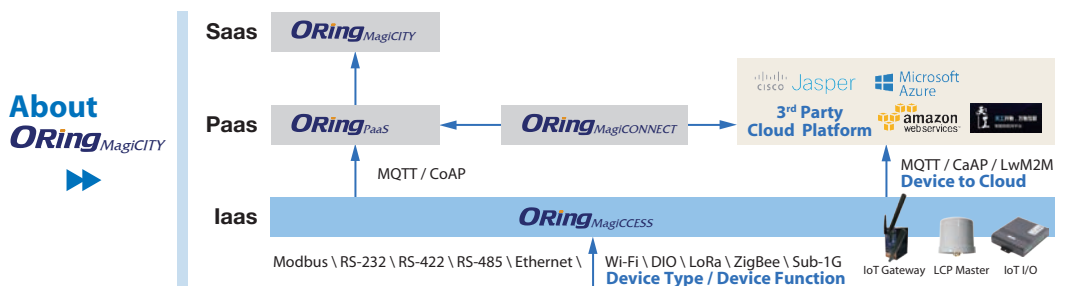 About
ORing MagiCITY
Saas
ORing MagiCITY
Paas
ORing PaaS
ORing MagiCONNECT
CISCO Jasper
Microsoft
Azure
3rd Party
Cloud Platform
amazon
webservices
MQTT / CoAP
MQTT / CaAP / LwM2M
Device to Cloud
Iaas
ORing MagiCCESS
Modbus \ RS-232 \ RS-422 \ RS-485 \ Ethernet \ Wi-Fi \ DIO \ LoRa \ ZigBee \ Sub-1G
Device Type / Device Function
IoT Gateway
LCP Master
IoT I/O